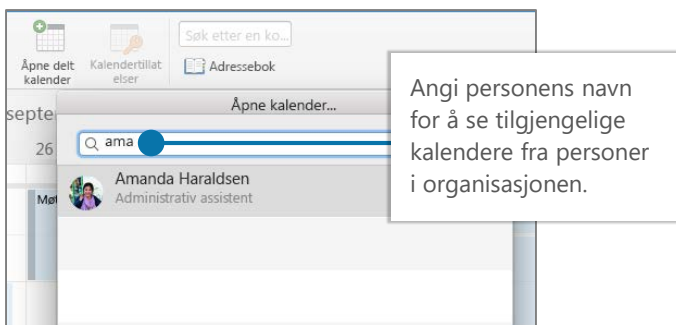 Søk etter en ko...
Åpne delt
kalender
Kalendertillat
elser
Adressebok
septe
Åpne kalender...
26
ama
Amanda Haraldsen
Administrativ assistent
Møt
Angi personens navn
for å se tilgjengelige
kalendere fra personer
i organisasjonen.